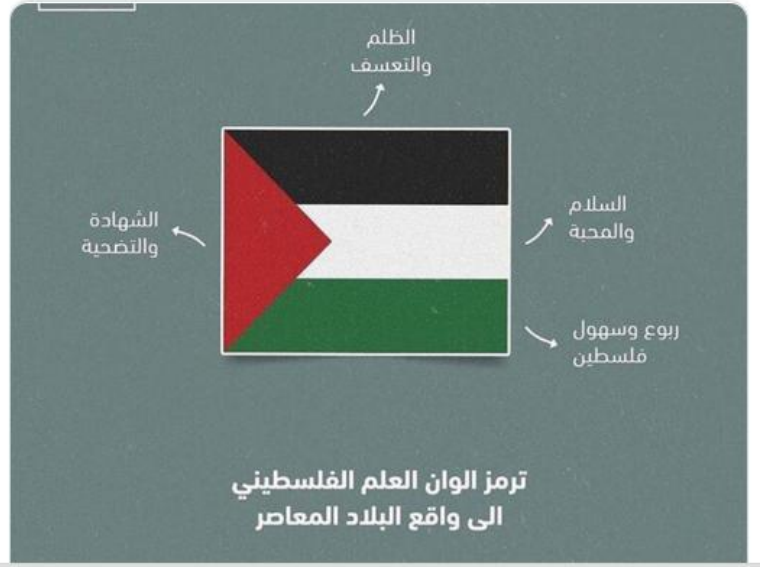 الظلم
والتعسف
السلام
والمحبة
الشهادة
والتضحية
ربوع وسهول
فلسطين
ترمز الوان العلم الفلسطيني
الى واقع البلاد المعاصر